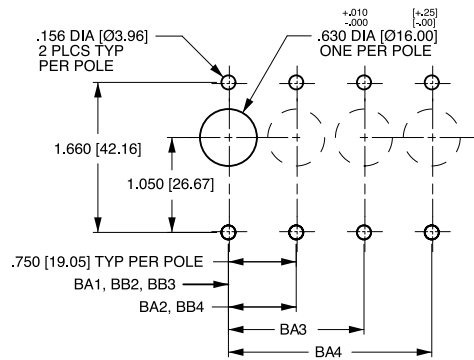 +.010 [+.25]
-.000 [-.00]
.156 DIA [Ø3.96] .630 DIA [Ø16.00]
2 PLCS TYP ONE PER POLE
PER POLE
1.660 [42.16]
1.050 [26.67]
.750 [19.05] TYP PER POLE
BA1, BB2, BB3
BA2, BB4
BA3
BA4